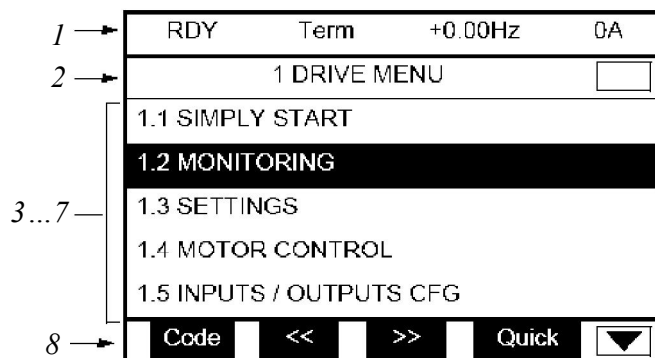 1 RDY Term +0.00Hz 0A
2 1 DRIVE MENU
1.1 SIMPLY START
1.2 MONITORING
3...7 1.3 SETTINGS
1.4 MOTOR CONTROL
1.5 INPUTS / OUTPUTS CFG
8 Code << >> Quick